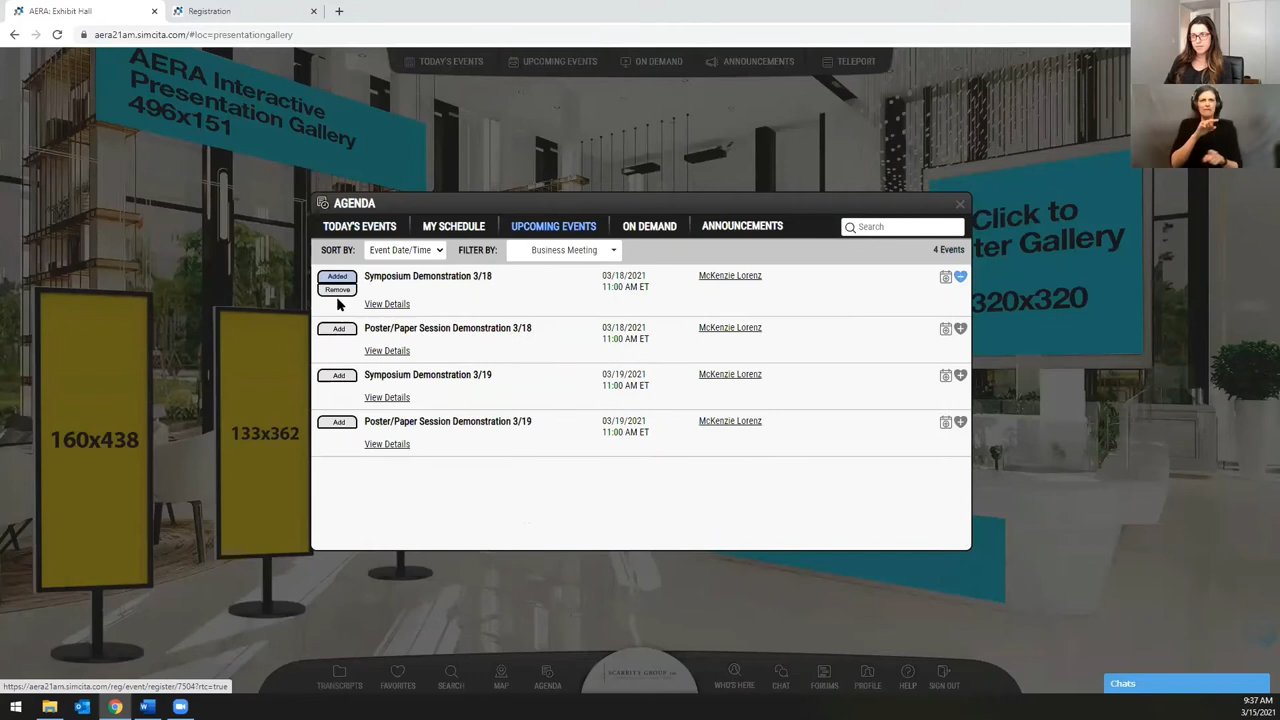 AERA: Exhibit Hall
Registration
aera21am.simcita.com/#loc=presentationgallery
TODAY'S EVENTS
UPCOMING EVENTS
ON DEMAND
ANNOUNCEMENTS
TELEPORT
AERA Interactive
Presentation Gallery
496x151
160x438
133x362
Click to
ter Gallery
320x320
AGENDA
TODAY'S EVENTS
MY SCHEDULE
UPCOMING EVENTS
ON DEMAND
ANNOUNCEMENTS
Search
SORT BY:
Event Date/Time
FILTER BY:
Business Meeting
4 Events
Added
Remove
Symposium Demonstration 3/18
View Details
03/18/2021
11:00 AM ET
McKenzie Lorenz
Add
Poster/Paper Session Demonstration 3/18
View Details
03/18/2021
11:00 AM ET
McKenzie Lorenz
Add
Symposium Demonstration 3/19
View Details
03/19/2021
11:00 AM ET
McKenzie Lorenz
Add
Poster/Paper Session Demonstration 3/19
View Details
03/19/2021
11:00 AM ET
McKenzie Lorenz
TRANSCRIPTS
FAVORITES
SEARCH
MAP
AGENDA
SCARRITT GROUP
WHO'S HERE
CHAT
FORUMS
PROFILE
HELP
SIGN OUT
Chats
https://aera21am.simcita.com/reg/event/register/7504?rtc=true
9:37 AM
3/15/2021